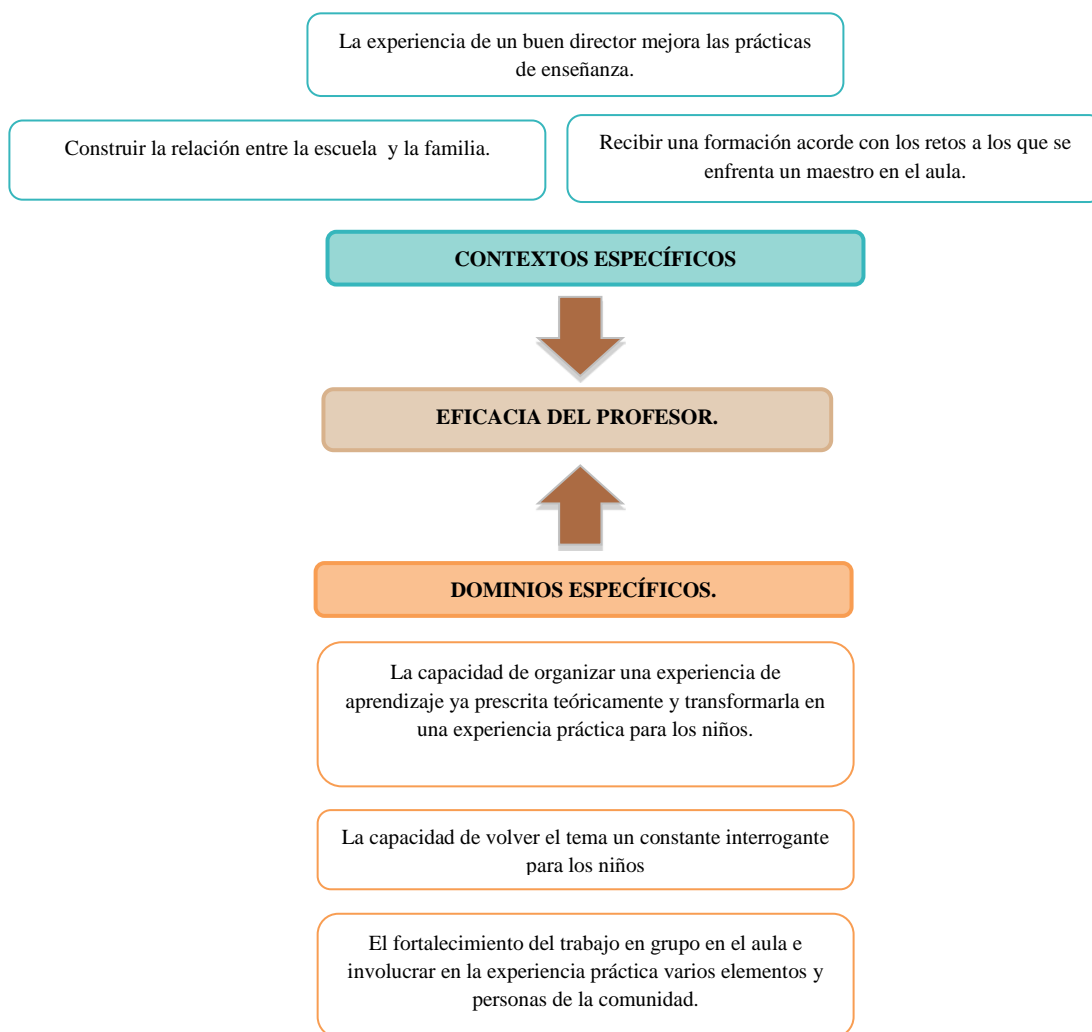 La experiencia de un buen director mejora las prácticas
de enseñanza.
Construir la relación entre la escuela y la familia.
Recibir una formación acorde con los retos a los que se
enfrenta un maestro en el aula.
CONTEXTOS ESPECÍFICOS
EFICACIA DEL PROFESOR.
DOMINIOS ESPECÍFICOS.
La capacidad de organizar una experiencia de
aprendizaje ya prescrita teóricamente y transformarla en
una experiencia práctica para los niños.
La capacidad de volver el tema un constante interrogante
para los niños
El fortalecimiento del trabajo en grupo en el aula e
involucrar en la experiencia práctica varios elementos y
personas de la comunidad.